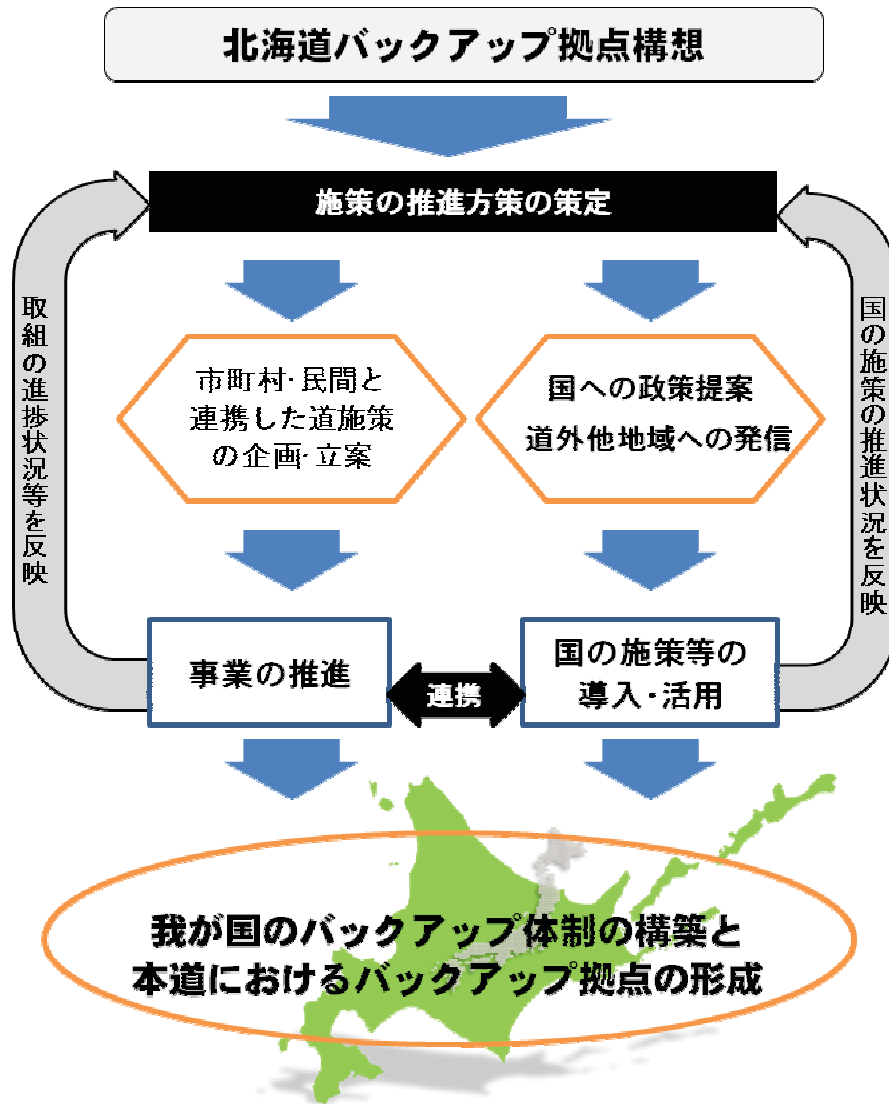 北海道バックアップ拠点構想
施策の推進方策の策定
取組の進捗状況等を反映
市町村・民間と
連携した道施策
の企画・立案
国への政策提案
道外他地域への発信
国の施策の推進状況を反映
事業の推進
連携
国の施策等の
導入・活用
我が国のバックアップ体制の構築と
本道におけるバックアップ拠点の形成